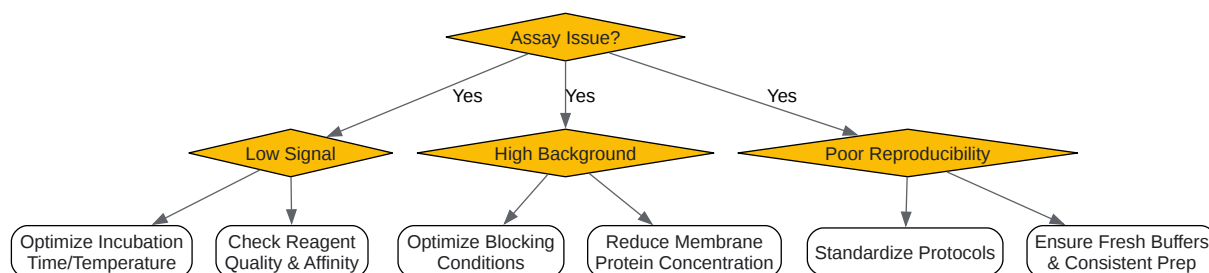 Assay Issue?
Yes
Yes
Yes
Low Signal
High Background
Poor Reproducibility
Optimize Incubation
Time/Temperature
Check Reagent
Quality & Affinity
Optimize Blocking
Conditions
Reduce Membrane
Protein Concentration
Standardize Protocols
Ensure Fresh Buffers
& Consistent Prep